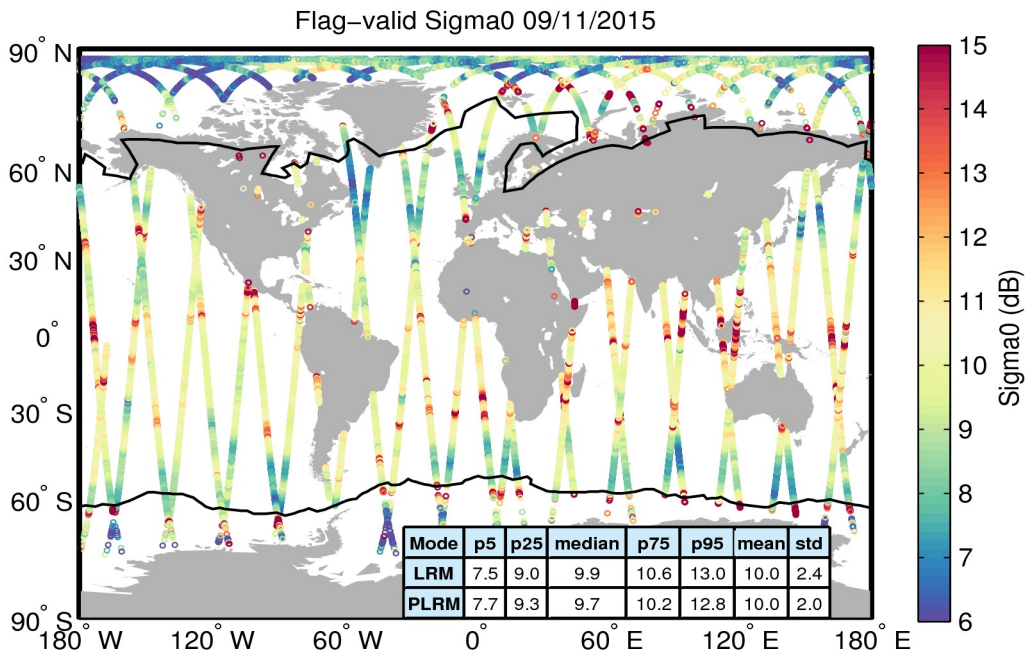 Flag−valid Sigma0 09/11/2015
90° N
60° N
30° N
0°
30° S
60° S
90° S
180° W
120° W
60° W
0°
60° E
120° E
180° E
15
14
13
12
11
10
9
8
7
6
Sigma0 (dB)
Mode p5 p25 median p75 p95 mean std
LRM 7.5 9.0 9.9 10.6 13.0 10.0 2.4
PLRM 7.7 9.3 9.7 10.2 12.8 10.0 2.0